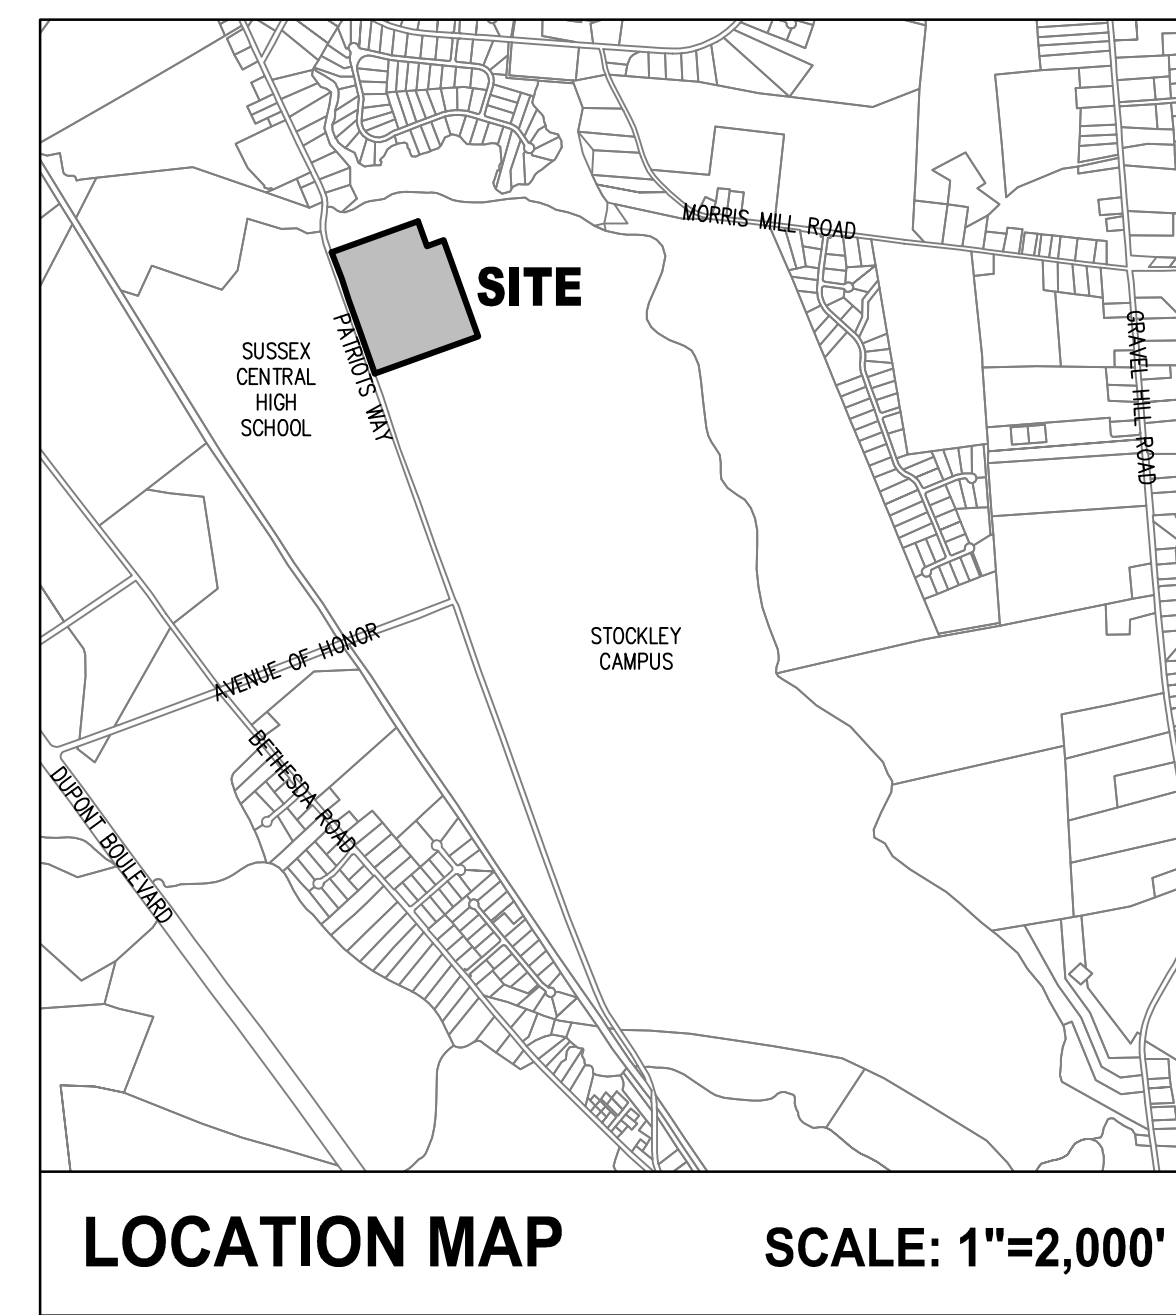 MORRIS MILL ROAD
SITE
PATRIOTS WAY
SUSSEX
CENTRAL
HIGH
SCHOOL
GRAVEL HILL ROAD
AVENUE OF HONOR
STOCKLEY
CAMPUS
BETHESDA ROAD
DUPONT BOULEVARD
LOCATION MAP
SCALE: 1"=2,000'